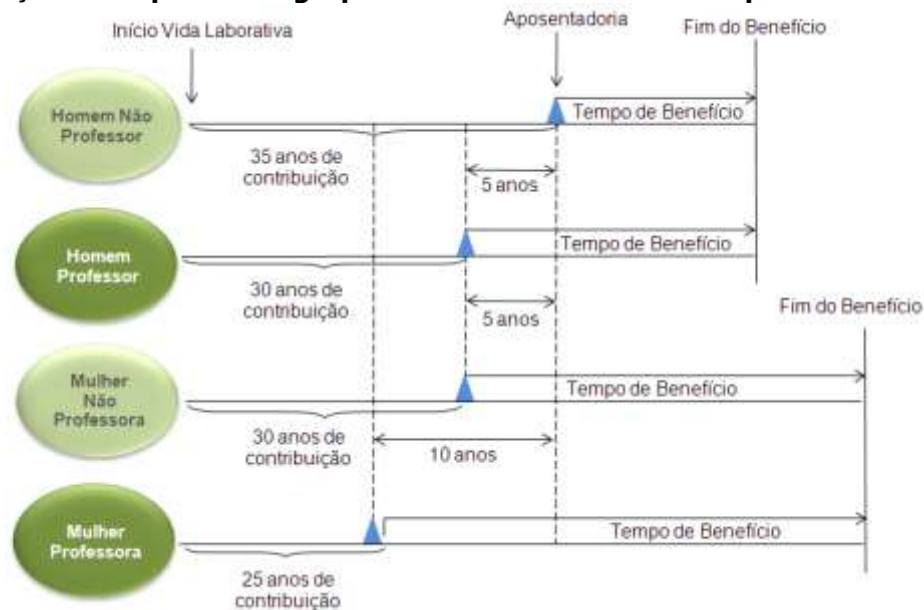 Início Vida Laborativa
Aposentadoria
Fim do Benefício
Homem Não
Professor
Tempo de Benefício
35 anos de
contribuição
5 anos
Homem
Professor
Tempo de Benefício
30 anos de
contribuição
5 anos
Fim do Benefício
Mulher
Não
Professora
Tempo de Benefício
30 anos de
contribuição
10 anos
Mulher
Professora
Tempo de Benefício
25 anos de
contribuição